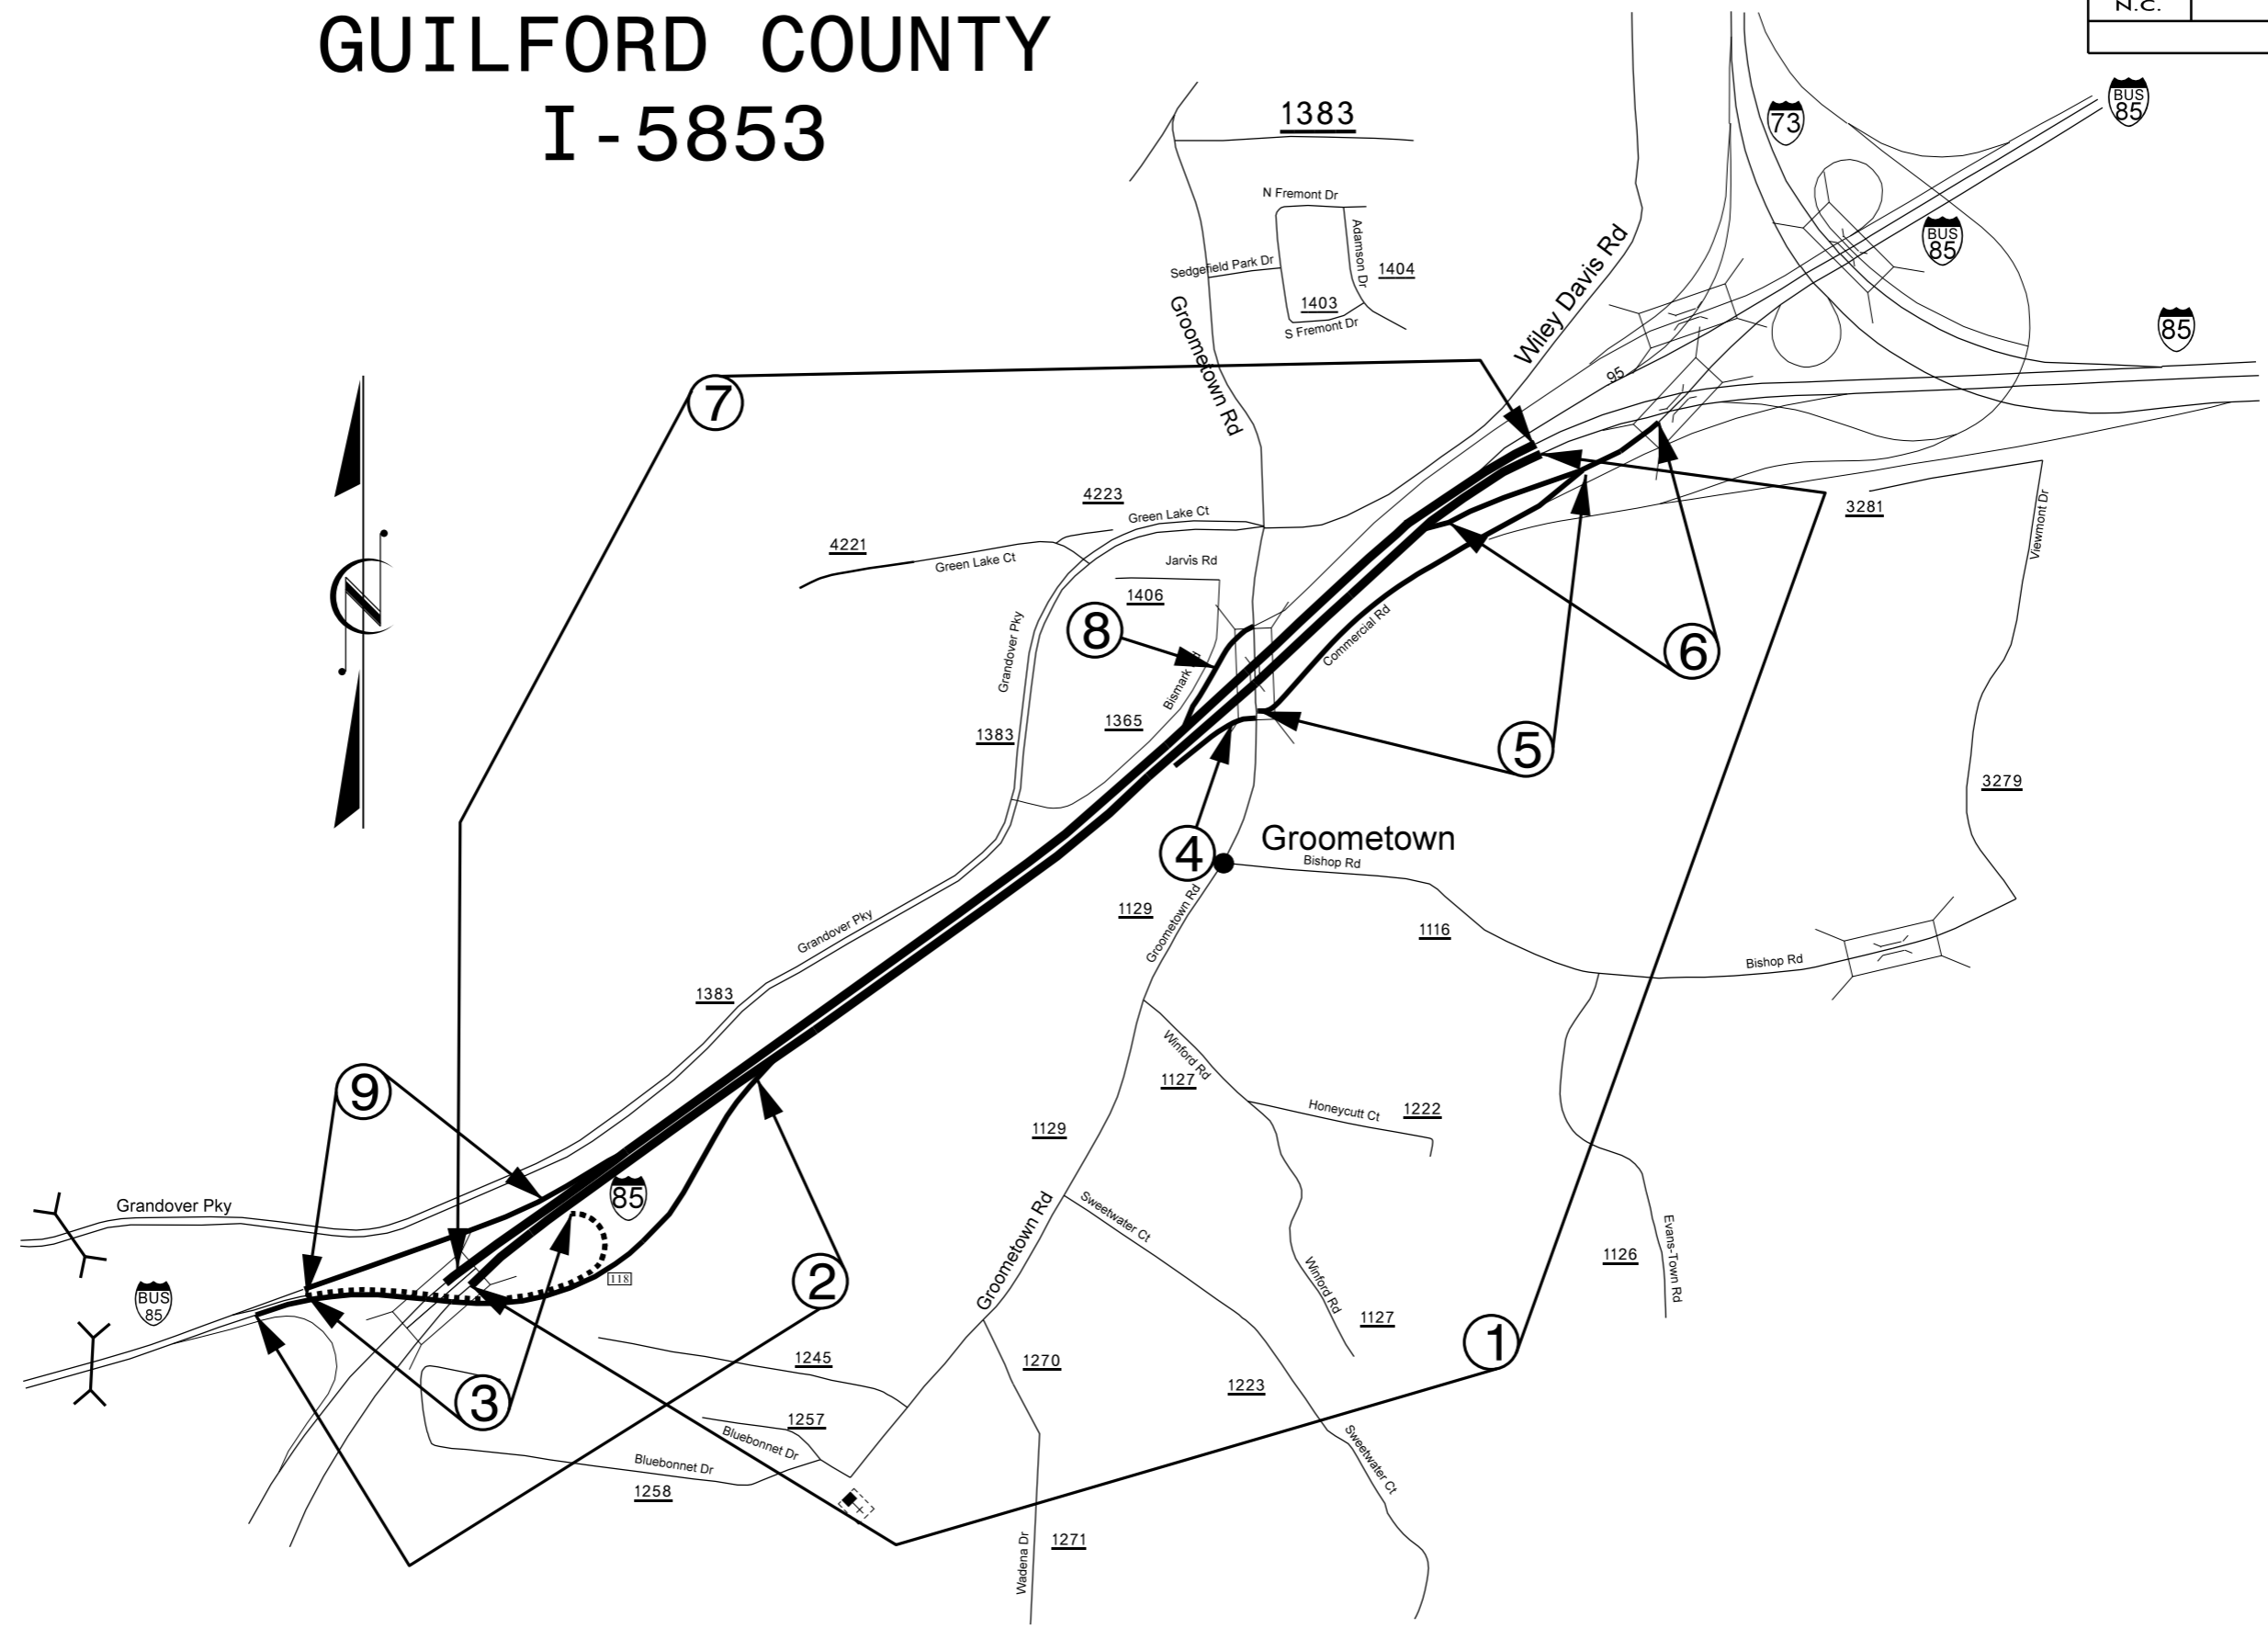 GUILFORD COUNTY
I-5853
N.C.
1383
BUS
85
73
N Fremont Dr
Adamson Dr
Sedgefield Park Dr
1404
1403
S Fremont Dr
Groometown Rd
Wiley Davis Rd
BUS
85
85
95
7
4223
Green Lake Ct
4221
Green Lake Ct
Jarvis Rd
1406
3281
Viewmont Dr
N
8
Grandover Pky
Bismark Rd
Commercial Rd
6
1365
1383
5
3279
4
Groometown
Bishop Rd
1129
Groometown Rd
1116
Grandover Pky
Bishop Rd
1383
Winford Rd
1127
9
Honeycutt Ct
1222
1129
Grandover Pky
85
Sweetwater Ct
Groometown Rd
1126
Evans-Town Rd
118
2
BUS
85
Winford Rd
1127
1
1245
1270
3
1223
1257
Bluebonnet Dr
Bluebonnet Dr
1258
Sweetwater Ct
Wadena Dr
1271